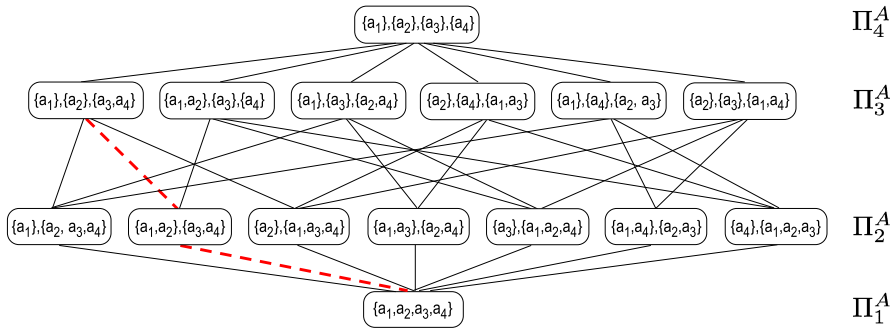 {a₁},{a₂},{a₃},{a₄} Π₄ᴬ
{a₁},{a₂},{a₃,a₄} {a₁,a₂},{a₃},{a₄} {a₁},{a₃},{a₂,a₄} {a₂},{a₄},{a₁,a₃} {a₁},{a₄},{a₂, a₃} {a₂},{a₃},{a₁,a₄} Π₃ᴬ
{a₁},{a₂, a₃,a₄} {a₁,a₂},{a₃,a₄} {a₂},{a₁,a₃,a₄} {a₁,a₃},{a₂,a₄} {a₃},{a₁,a₂,a₄} {a₁,a₄},{a₂,a₃} {a₄},{a₁,a₂,a₃} Π₂ᴬ
{a₁,a₂,a₃,a₄} Π₁ᴬ